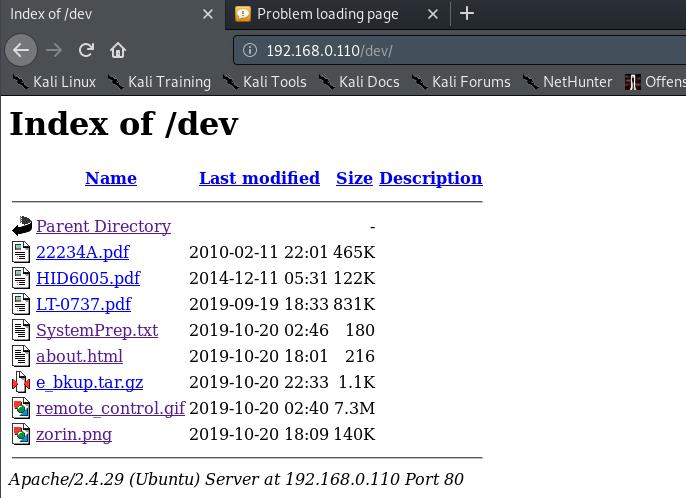 Index of /dev
Problem loading page
192.168.0.110/dev/
Kali Linux Kali Training Kali Tools Kali Docs Kali Forums NetHunter Offens
Index of /dev
Name Last modified Size Description
Parent Directory -
22234A.pdf 2010-02-11 22:01 465K
HID6005.pdf 2014-12-11 05:31 122K
LT-0737.pdf 2019-09-19 18:33 831K
SystemPrep.txt 2019-10-20 02:46 180
about.html 2019-10-20 18:01 216
e_bkup.tar.gz 2019-10-20 22:33 1.1K
remote_control.gif 2019-10-20 02:40 7.3M
zorin.png 2019-10-20 18:09 140K
Apache/2.4.29 (Ubuntu) Server at 192.168.0.110 Port 80